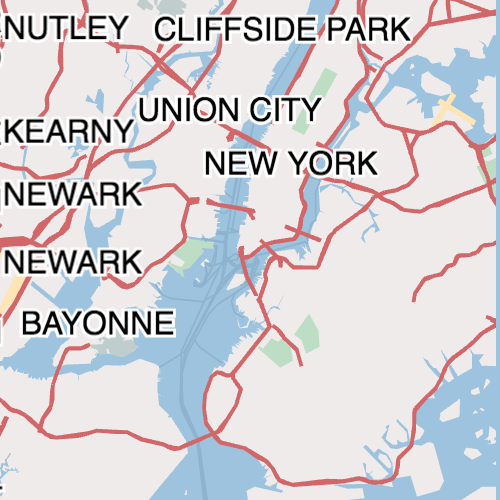 NUTLEY
CLIFFSIDE PARK
UNION CITY
KEARNY
NEW YORK
NEWARK
NEWARK
BAYONNE